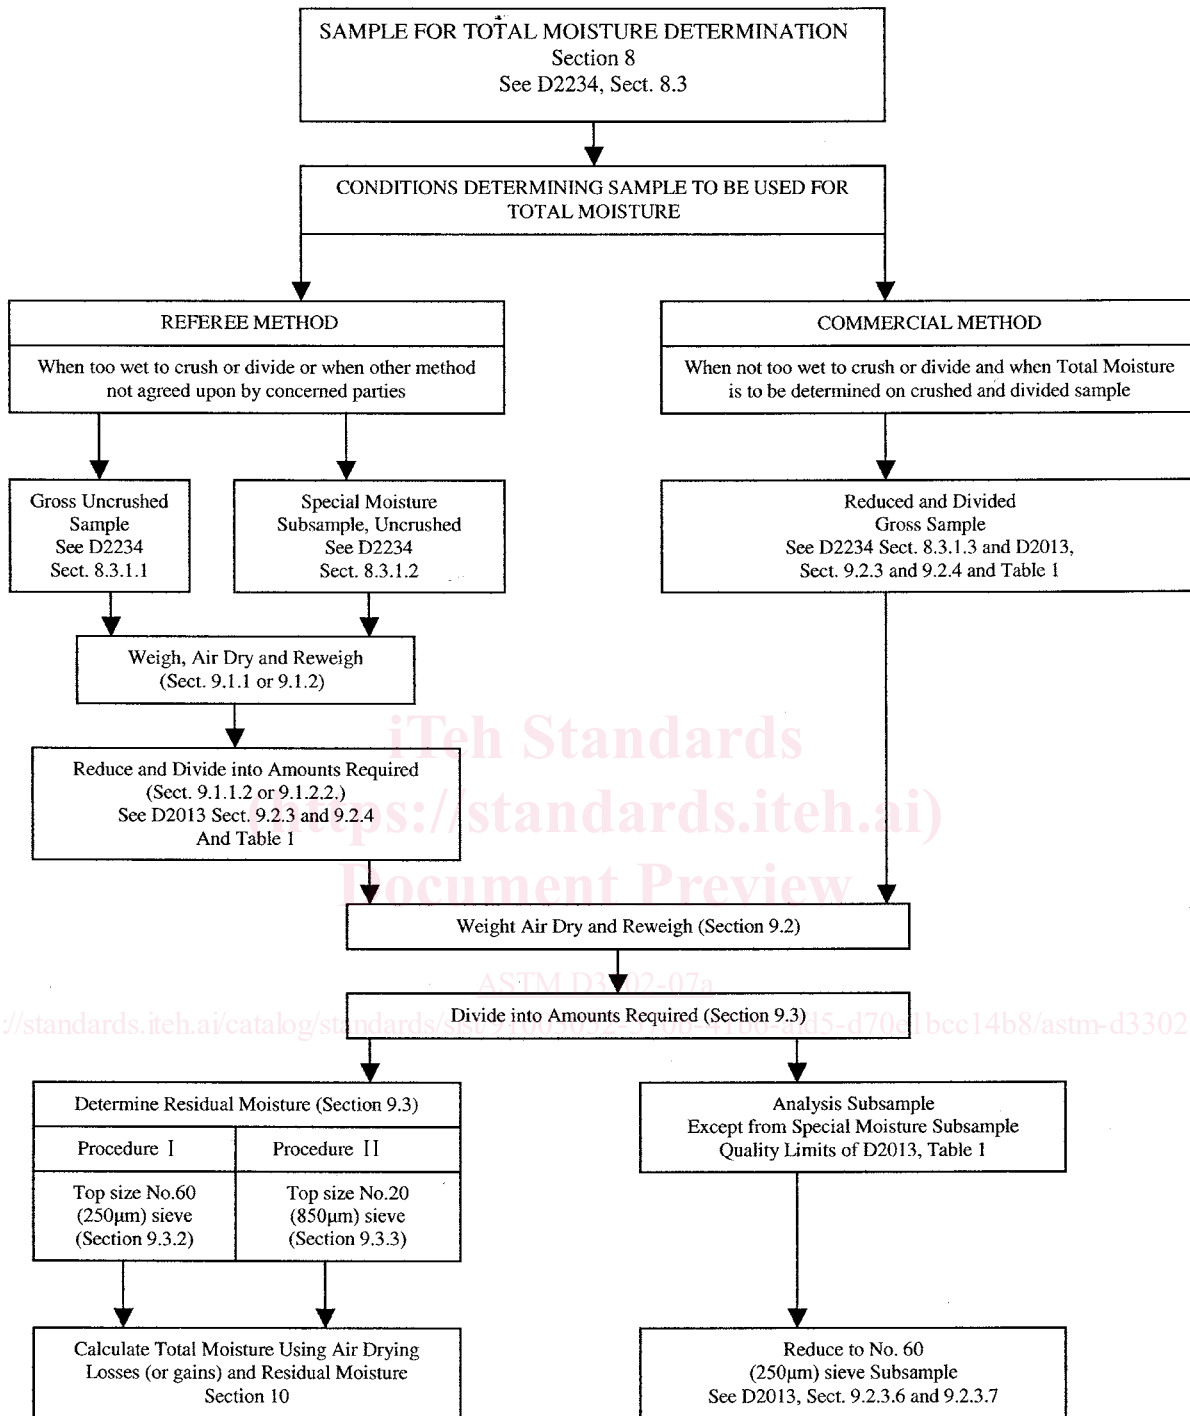 SAMPLE FOR TOTAL MOISTURE DETERMINATION
Section 8
See D2234, Sect. 8.3
CONDITIONS DETERMINING SAMPLE TO BE USED FOR
TOTAL MOISTURE
REFEREE METHOD
When too wet to crush or divide or when other method
not agreed upon by concerned parties
COMMERCIAL METHOD
When not too wet to crush or divide and when Total Moisture
is to be determined on crushed and divided sample
Gross Uncrushed
Sample
See D2234
Sect. 8.3.1.1
Special Moisture
Subsample, Uncrushed
See D2234
Sect. 8.3.1.2
Reduced and Divided
Gross Sample
See D2234 Sect. 8.3.1.3 and D2013,
Sect. 9.2.3 and 9.2.4 and Table 1
Weigh, Air Dry and Reweigh
(Sect. 9.1.1 or 9.1.2)
iTeh Standards
(https://standards.iteh.ai)
Document Preview
Reduce and Divide into Amounts Required
(Sect. 9.1.1.2 or 9.1.2.2.)
See D2013 Sect. 9.2.3 and 9.2.4
And Table 1
Weight Air Dry and Reweigh (Section 9.2)
ASTM D3302-07a
Divide into Amounts Required (Section 9.3)
://standards.iteh.ai/catalog/standards/sist/
-d70e1bcc14b8/astm-d3302
Determine Residual Moisture (Section 9.3)
Procedure I
Top size No.60
(250µm) sieve
(Section 9.3.2)
Procedure II
Top size No.20
(850µm) sieve
(Section 9.3.3)
Analysis Subsample
Except from Special Moisture Subsample
Quality Limits of D2013, Table 1
Calculate Total Moisture Using Air Drying
Losses (or gains) and Residual Moisture
Section 10
Reduce to No. 60
(250µm) sieve Subsample
See D2013, Sect. 9.2.3.6 and 9.2.3.7